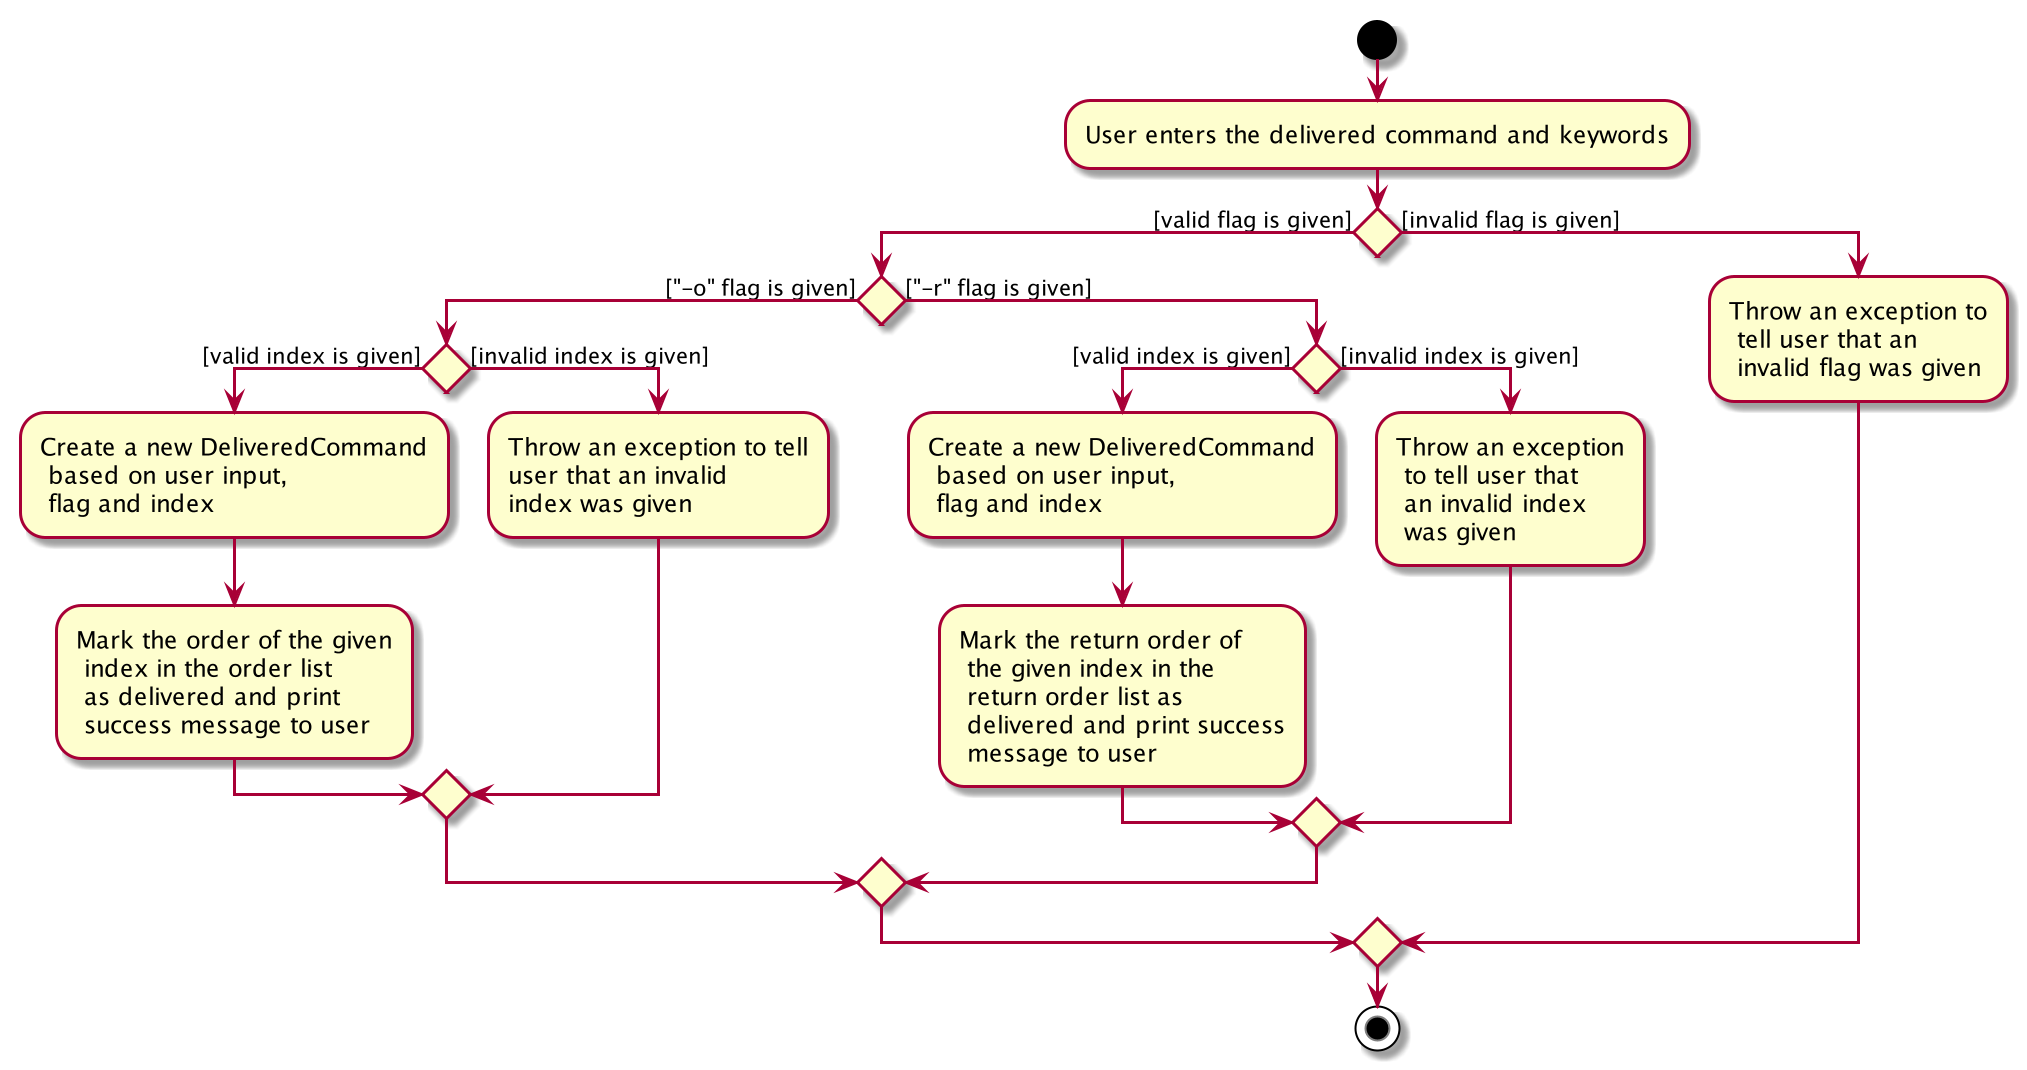 User enters the delivered command and keywords
[valid flag is given]
[invalid flag is given]
["-o" flag is given]
["-r" flag is given]
Throw an exception to
tell user that an
invalid flag was given
[valid index is given]
[invalid index is given]
[valid index is given]
[invalid index is given]
Create a new DeliveredCommand
based on user input,
flag and index
Throw an exception to tell
user that an invalid
index was given
Create a new DeliveredCommand
based on user input,
flag and index
Throw an exception
to tell user that
an invalid index
was given
Mark the order of the given
index in the order list
as delivered and print
success message to user
Mark the return order of
the given index in the
return order list as
delivered and print success
message to user